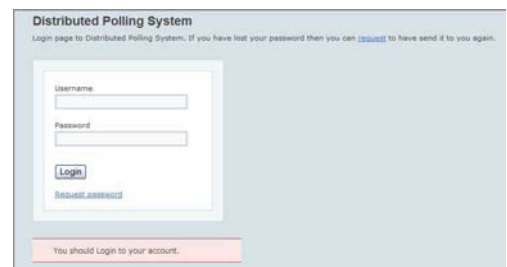 Distributed Polling System
Login page to Distributed Polling System. If you have lost your password then you can request to have send it to you again.
Username
Password
Login
Request password
You should Login to your account.